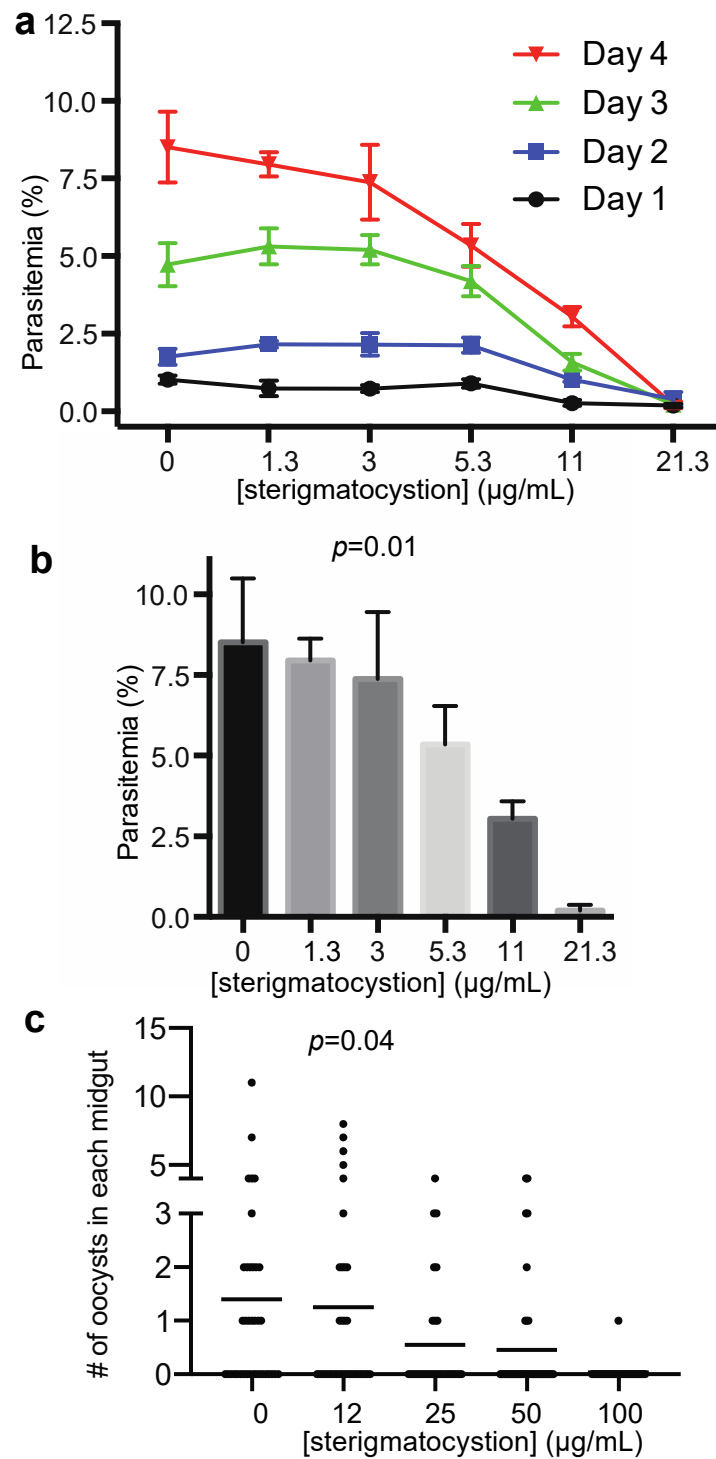 a
12.5
10.0
7.5
5.0
2.5
0.0
Parasitemia (%)
Day 4
Day 3
Day 2
Day 1
0 1.3 3 5.3 11 21.3
[sterigmatocystion] (µg/mL)
b
p=0.01
10.0
7.5
5.0
2.5
0.0
Parasitemia (%)
0 1.3 3 5.3 11 21.3
[sterigmatocystion] (µg/mL)
c
p=0.04
15
10
5
3
2
1
0
# of oocysts in each midgut
0 12 25 50 100
[sterigmatocystion] (µg/mL)